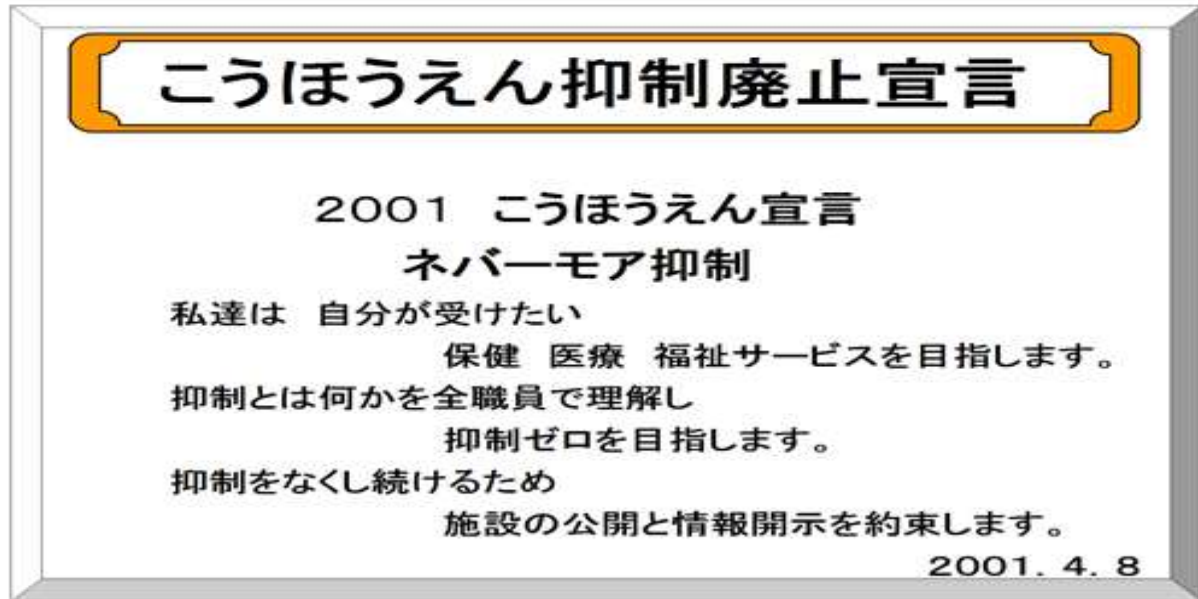 こうほうえん抑制廃止宣言
2001　こうほうえん宣言
ネバーモア抑制
私達は　自分が受けたい
保健　医療　福祉サービスを目指します。
抑制とは何かを全職員で理解し
抑制ゼロを目指します。
抑制をなくし続けるため
施設の公開と情報開示を約束します。
2001．4．8